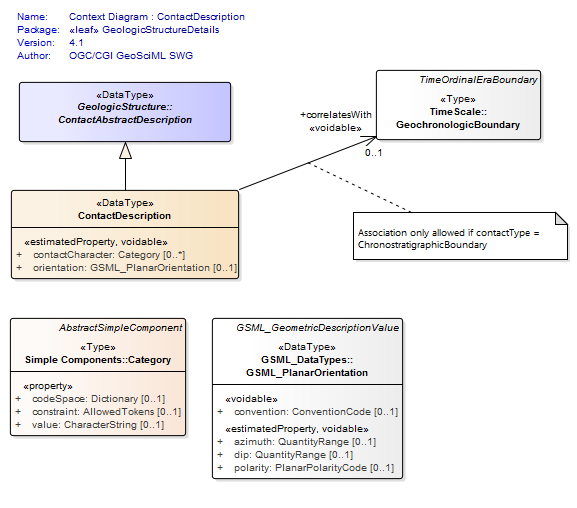 Name: Context Diagram : ContactDescription
Package: «leaf» GeologicStructureDetails
Version: 4.1
Author: OGC/CGI GeoSciML SWG
«DataType»
GeologicStructure::
ContactAbstractDescription
TimeOrdinalEraBoundary
«Type»
TimeScale::
GeochronologicBoundary
+correlatesWith
«voidable»
0..1
«DataType»
ContactDescription
«estimatedProperty, voidable»
+ contactCharacter: Category [0..*]
+ orientation: GSML_PlanarOrientation [0..1]
Association only allowed if contactType =
ChronostratigraphicBoundary
AbstractSimpleComponent
«Type»
Simple Components::Category
«property»
+ codeSpace: Dictionary [0..1]
+ constraint: AllowedTokens [0..1]
+ value: CharacterString [0..1]
GSML_GeometricDescriptionValue
«DataType»
GSML_DataTypes::
GSML_PlanarOrientation
«voidable»
+ convention: ConventionCode [0..1]
«estimatedProperty, voidable»
+ azimuth: QuantityRange [0..1]
+ dip: QuantityRange [0..1]
+ polarity: PlanarPolarityCode [0..1]